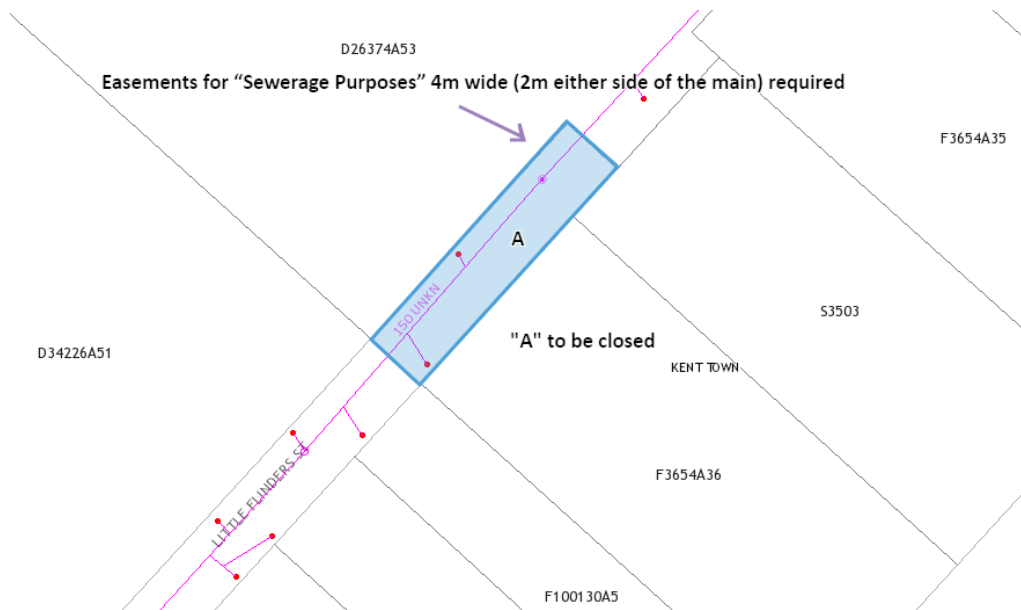 D26374A53
Easements for “Sewerage Purposes” 4m wide (2m either side of the main) required
F3654A35
A
150 UNKN
S3503
"A" to be closed
D34226A51
KENT TOWN
F3654A36
LITTLE FLINDERS ST
F100130A5